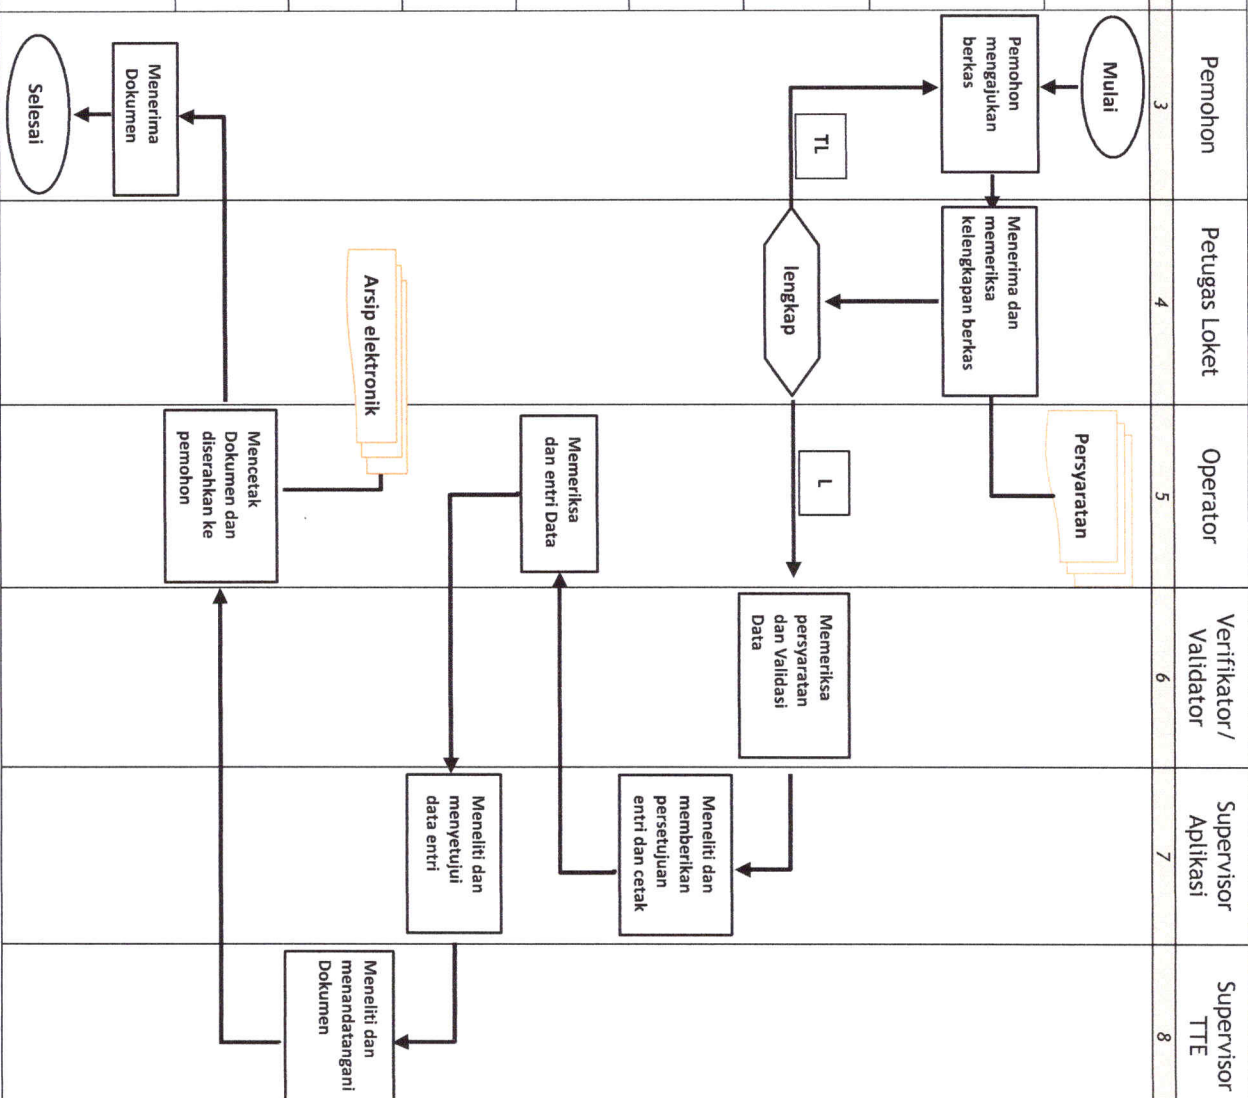 Pemohon
Petugas Loket
Operator
Verifikator/
Validator
Supervisor
Aplikasi
Supervisor
TTE
3
4
5
6
7
8
Mulai
Persyaratan
Pemohon
mengajukan
berkas
Menerima dan
memeriksa
kelengkapan berkas
TL
lengkap
L
Memeriksa
persyaratan
dan Validasi
Data
Meneliti dan
memberikan
persetujuan
entri dan cetak
Memeriksa
dan entri Data
Meneliti dan
menyetujui
data entri
Arsip elektronik
Meneliti dan
menandatangani
Dokumen
Mencetak
Dokumen dan
diserahkan ke
pemohon
Menerima
Dokumen
Selesai